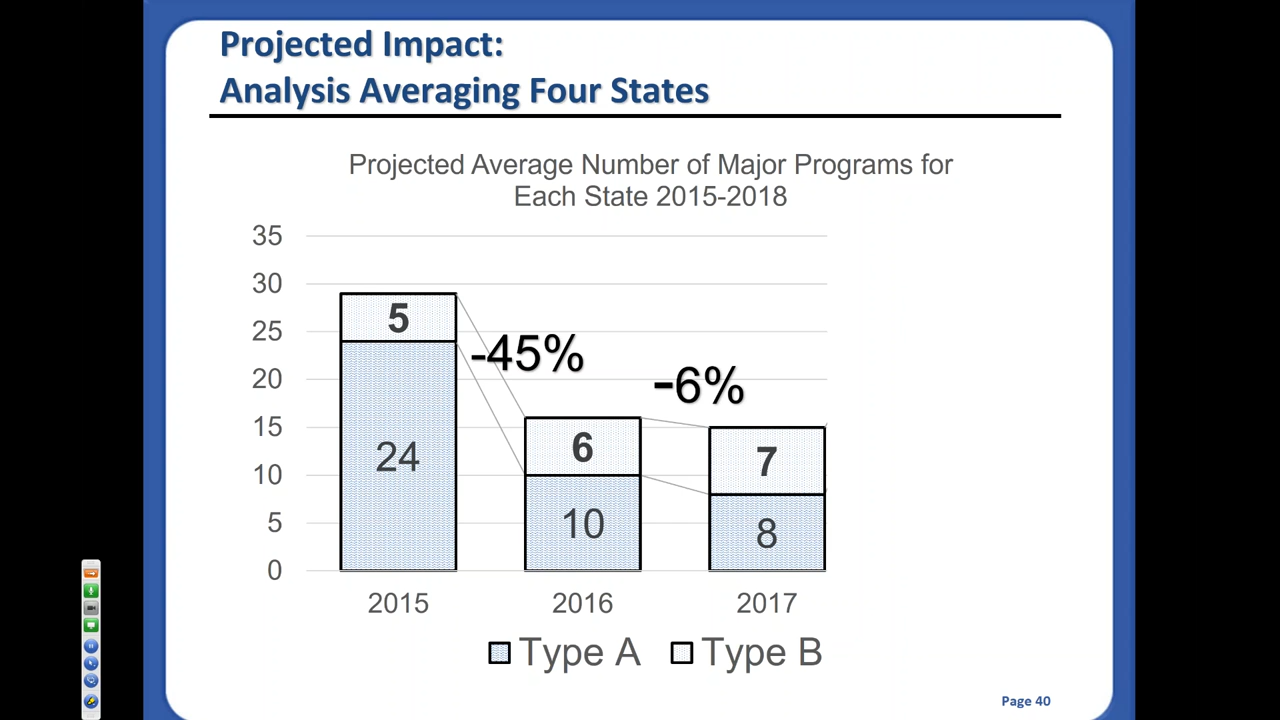 Projected Impact:
Analysis Averaging Four States
Projected Average Number of Major Programs for
Each State 2015-2018
35
30
25
20
15
10
5
0
5
24
-45%
6
10
-6%
7
8
2015
2016
2017
Type A
Type B
Page 40